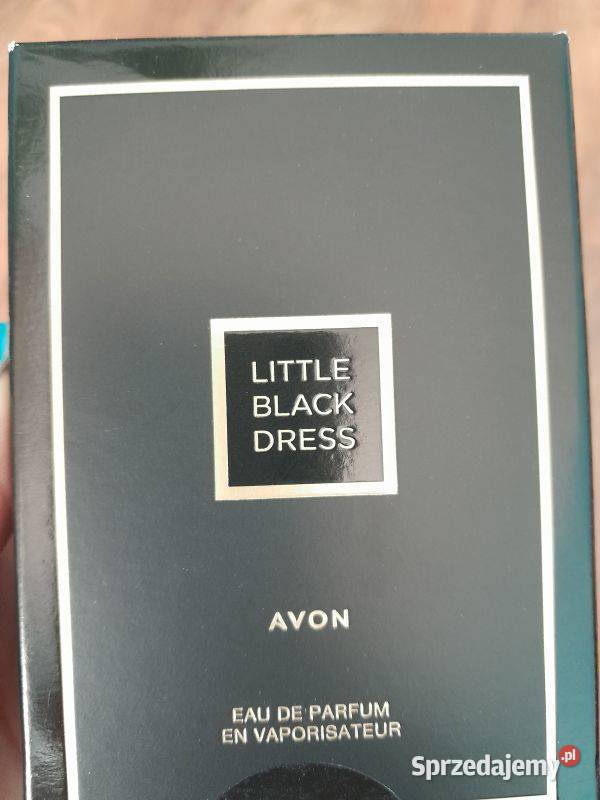 LITTLE
BLACK
DRESS
AVON
EAU DE PARFUM
EN VAPORISATEUR
Sprzedajemy.pl